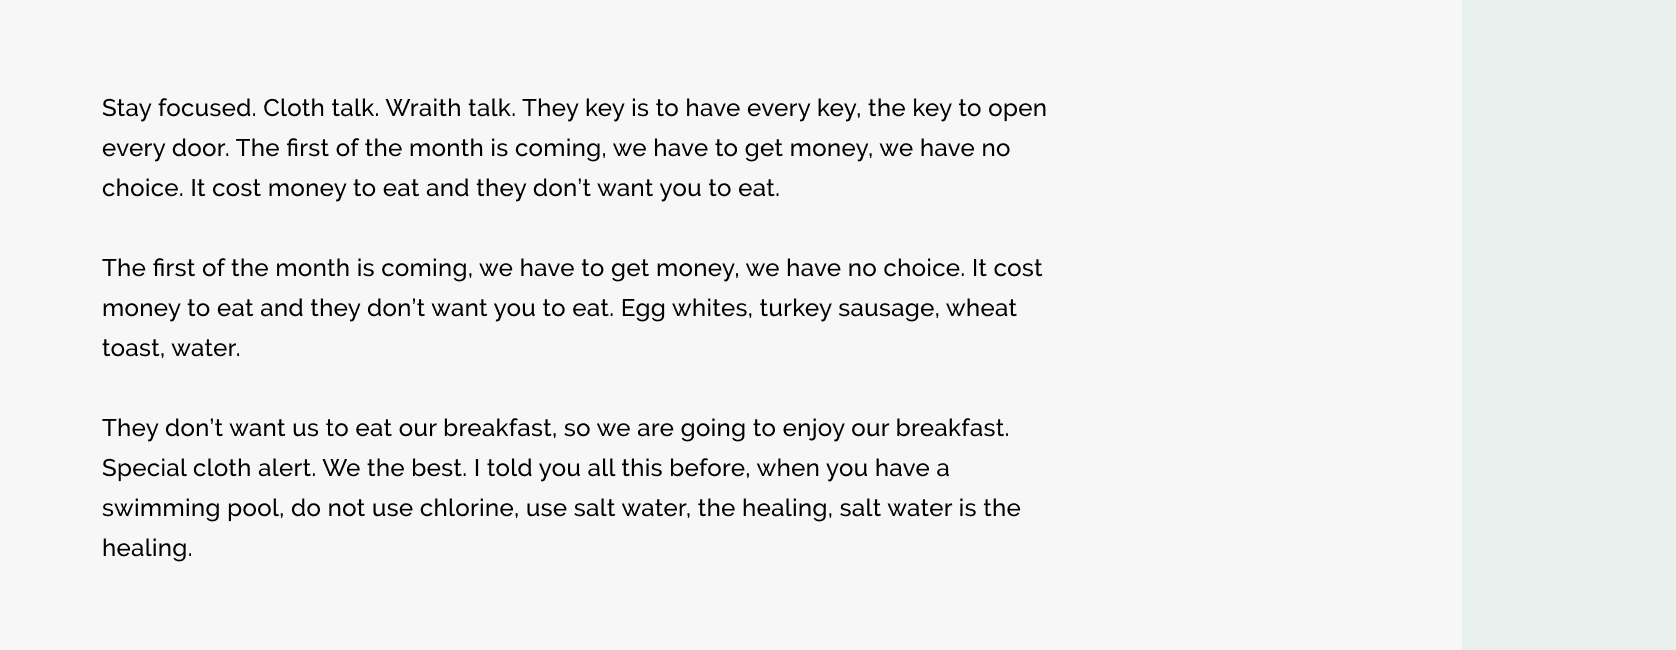 Stay focused. Cloth talk. Wraith talk. They key is to have every key, the key to open
every door. The first of the month is coming, we have to get money, we have no
choice. It cost money to eat and they don’t want you to eat.
The first of the month is coming, we have to get money, we have no choice. It cost
money to eat and they don’t want you to eat. Egg whites, turkey sausage, wheat
toast, water.
They don’t want us to eat our breakfast, so we are going to enjoy our breakfast.
Special cloth alert. We the best. I told you all this before, when you have a
swimming pool, do not use chlorine, use salt water, the healing, salt water is the
healing.